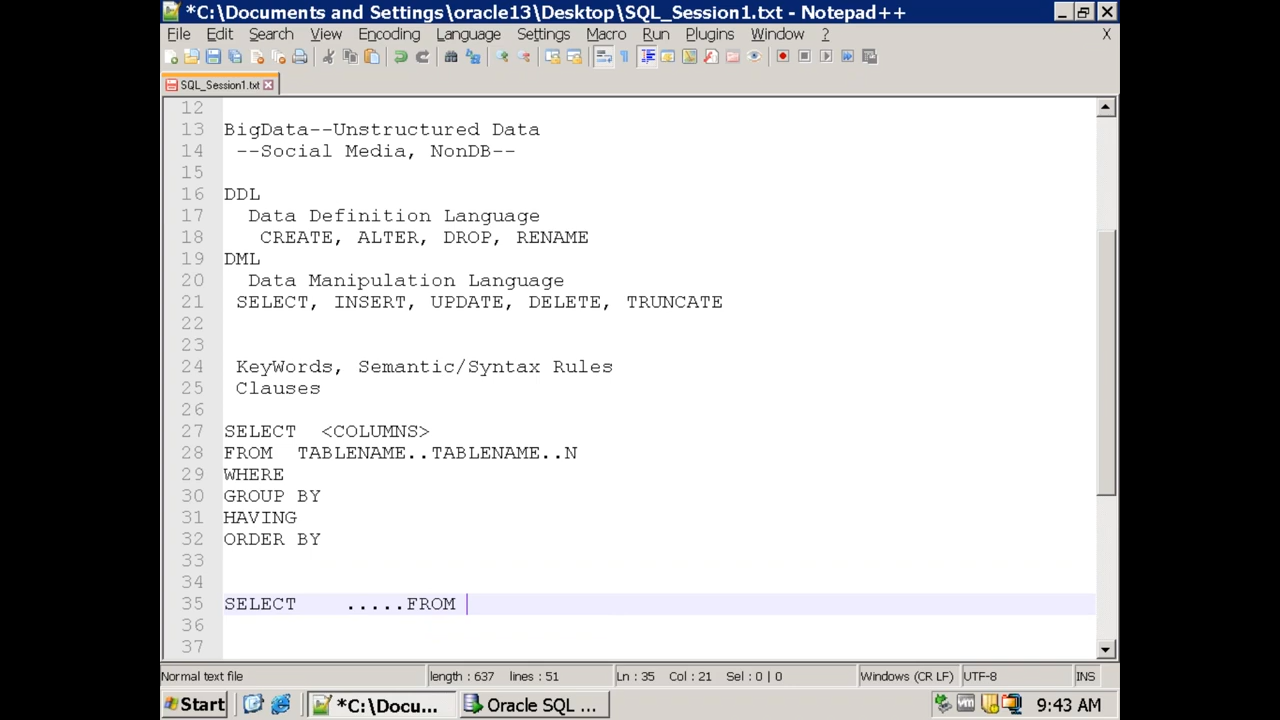 *C:\Documents and Settings\oracle13\Desktop\SQL_Session1.txt - Notepad++
File Edit Search View Encoding Language Settings Macro Run Plugins Window ? X
SQL_Session1.txt
12
13 BigData--Unstructured Data
14 --Social Media, NonDB--
15
16 DDL
17 Data Definition Language
18 CREATE, ALTER, DROP, RENAME
19 DML
20 Data Manipulation Language
21 SELECT, INSERT, UPDATE, DELETE, TRUNCATE
22
23
24 KeyWords, Semantic/Syntax Rules
25 Clauses
26
27 SELECT <COLUMNS>
28 FROM TABLENAME..TABLENAME..N
29 WHERE
30 GROUP BY
31 HAVING
32 ORDER BY
33
34
35 SELECT .....FROM
36
37
Normal text file length : 637 lines : 51 Ln : 35 Col : 21 Sel : 0 | 0 Windows (CR LF) UTF-8 INS
Start *C:\Docu... Oracle SQL ... 9:43 AM